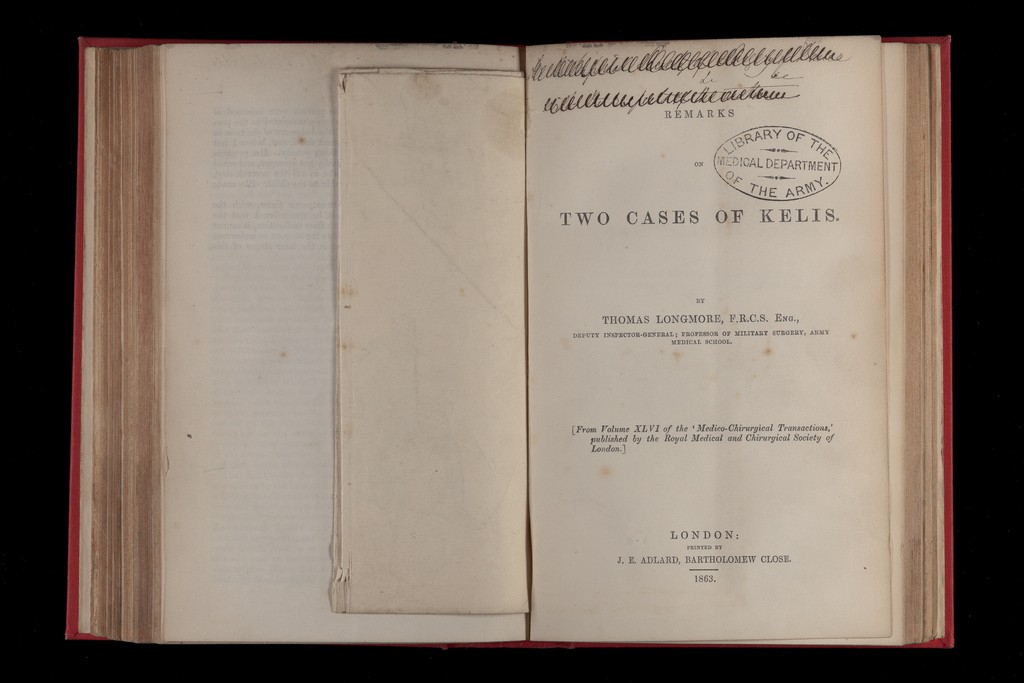 REMARKS
ON
LIBRARY OF THE
MEDICAL DEPARTMENT
OF THE ARMY.
TWO CASES OF KELIS.
BY
THOMAS LONGMORE, F.R.C.S. ENG.,
DEPUTY INSPECTOR-GENERAL; PROFESSOR OF MILITARY SURGERY, ARMY
MEDICAL SCHOOL.
[From Volume XLVI of the ‘Medico-Chirurgical Transactions,’
published by the Royal Medical and Chirurgical Society of
London.]
LONDON:
PRINTED BY
J. E. ADLARD, BARTHOLOMEW CLOSE.
1863.